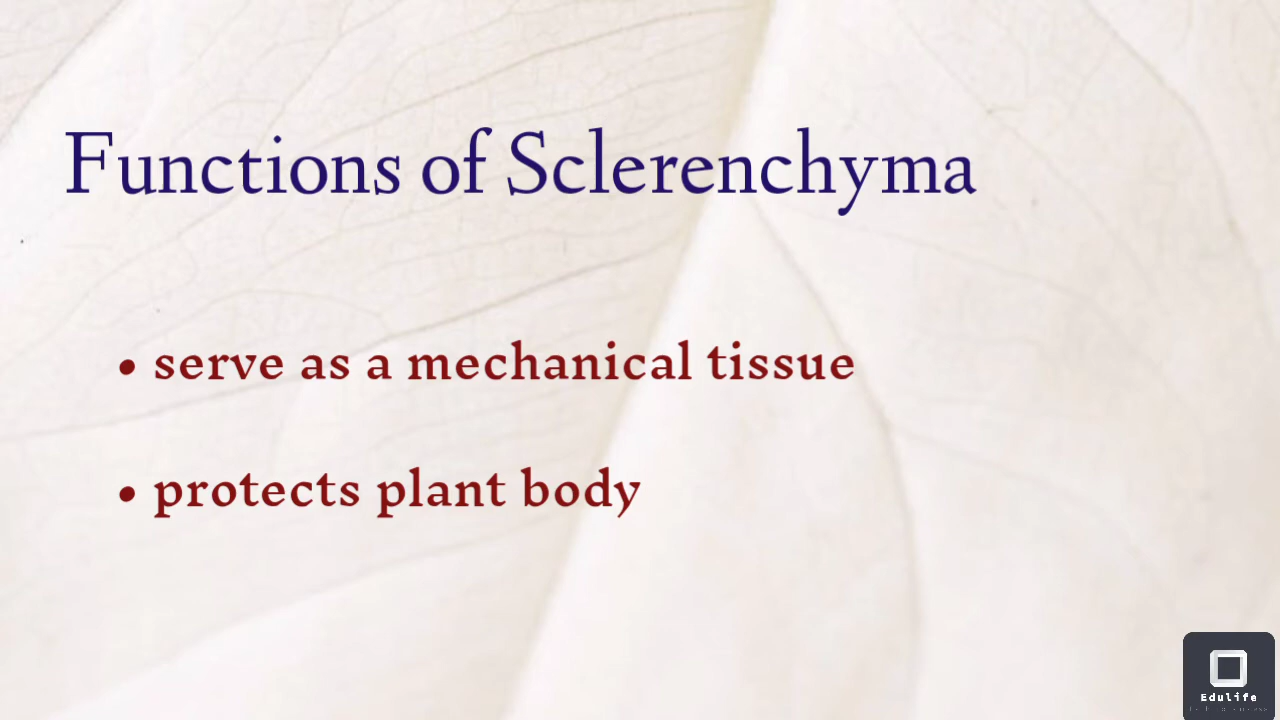 Functions of Sclerenchyma
• serve as a mechanical tissue
• protects plant body
Edulife